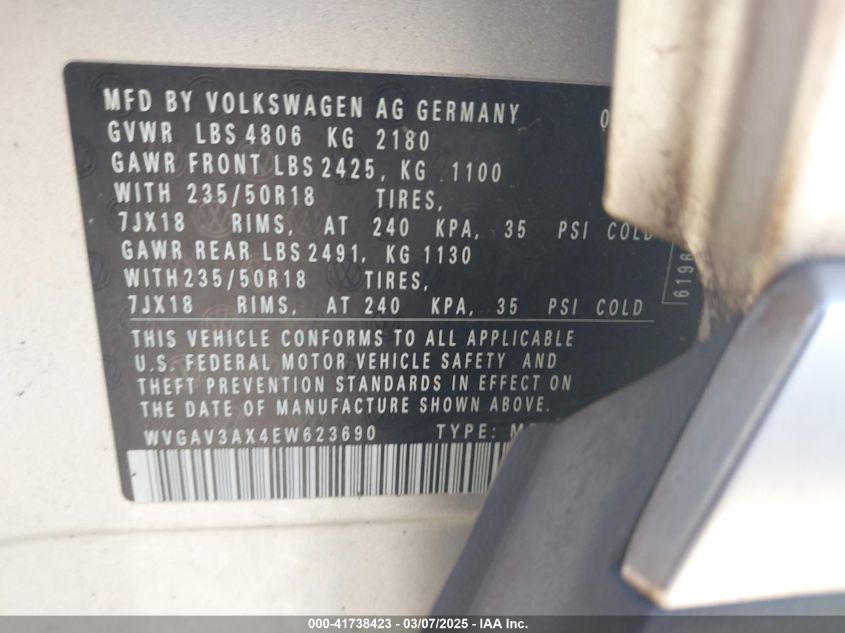 MFD BY VOLKSWAGEN AG GERMANY
GVWR LBS 4806 KG 2180
GAWR FRONT LBS 2425, KG 1100
WITH 235/50R18 TIRES,
7JX18 RIMS, AT 240 KPA, 35 PSI COLD
GAWR REAR LBS 2491, KG 1130
WITH 235/50R18 TIRES,
7JX18 RIMS, AT 240 KPA, 35 PSI COLD
THIS VEHICLE CONFORMS TO ALL APPLICABLE
U.S. FEDERAL MOTOR VEHICLE SAFETY AND
THEFT PREVENTION STANDARDS IN EFFECT ON
THE DATE OF MANUFACTURE SHOWN ABOVE.
WVGAV3AX4EW623690 TYPE:
6196
000-41738423 - 03/07/2025 - IAA Inc.